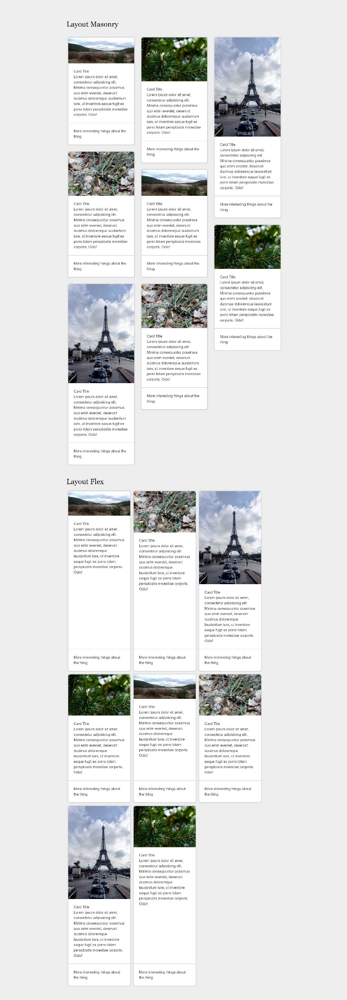 Layout Masonry
Card Title
Lorem ipsum dolor sit amet,
consectetur adipisicing elit.
Minima consequuntur possimus
quo enim eveniet, deserunt
ducimus doloremque laudantium
iure, ut inventore eaque fugit ex
porro totam perspiciatis molestiae
corporis. Odio!
More interesting things about the
thing
Card Title
Lorem ipsum dolor sit amet,
consectetur adipisicing elit.
Minima consequuntur possimus
quo enim eveniet, deserunt
ducimus doloremque laudantium
iure, ut inventore eaque fugit ex
porro totam perspiciatis molestiae
corporis. Odio!
More interesting things about the
thing
Card Title
Lorem ipsum dolor sit amet,
consectetur adipisicing elit.
Minima consequuntur possimus
quo enim eveniet, deserunt
ducimus doloremque laudantium
iure, ut inventore eaque fugit ex
porro totam perspiciatis molestiae
corporis. Odio!
More interesting things about the
thing
Card Title
Lorem ipsum dolor sit amet,
consectetur adipisicing elit.
Minima consequuntur possimus
quo enim eveniet, deserunt
ducimus doloremque laudantium
iure, ut inventore eaque fugit ex
porro totam perspiciatis molestiae
corporis. Odio!
More interesting things about the
thing
Card Title
Lorem ipsum dolor sit amet,
consectetur adipisicing elit.
Minima consequuntur possimus
quo enim eveniet, deserunt
ducimus doloremque laudantium
iure, ut inventore eaque fugit ex
porro totam perspiciatis molestiae
corporis. Odio!
More interesting things about the
thing
Card Title
Lorem ipsum dolor sit amet,
consectetur adipisicing elit.
Minima consequuntur possimus
quo enim eveniet, deserunt
ducimus doloremque laudantium
iure, ut inventore eaque fugit ex
porro totam perspiciatis molestiae
corporis. Odio!
More interesting things about the
thing
Card Title
Lorem ipsum dolor sit amet,
consectetur adipisicing elit.
Minima consequuntur possimus
quo enim eveniet, deserunt
ducimus doloremque laudantium
iure, ut inventore eaque fugit ex
porro totam perspiciatis molestiae
corporis. Odio!
More interesting things about the
thing
Card Title
Lorem ipsum dolor sit amet,
consectetur adipisicing elit.
Minima consequuntur possimus
quo enim eveniet, deserunt
ducimus doloremque laudantium
iure, ut inventore eaque fugit ex
porro totam perspiciatis molestiae
corporis. Odio!
More interesting things about the
thing
Layout Flex
Card Title
Lorem ipsum dolor sit amet,
consectetur adipisicing elit.
Minima consequuntur possimus
quo enim eveniet, deserunt
ducimus doloremque
laudantium iure, ut inventore
eaque fugit ex porro totam
perspiciatis molestiae corporis.
Odio!
More interesting things about
the thing
Card Title
Lorem ipsum dolor sit amet,
consectetur adipisicing elit.
Minima consequuntur possimus
quo enim eveniet, deserunt
ducimus doloremque
laudantium iure, ut inventore
eaque fugit ex porro totam
perspiciatis molestiae corporis.
Odio!
More interesting things about
the thing
Card Title
Lorem ipsum dolor sit amet,
consectetur adipisicing elit.
Minima consequuntur possimus
quo enim eveniet, deserunt
ducimus doloremque
laudantium iure, ut inventore
eaque fugit ex porro totam
perspiciatis molestiae corporis.
Odio!
More interesting things about
the thing
Card Title
Lorem ipsum dolor sit amet,
consectetur adipisicing elit.
Minima consequuntur possimus
quo enim eveniet, deserunt
ducimus doloremque
laudantium iure, ut inventore
eaque fugit ex porro totam
perspiciatis molestiae corporis.
Odio!
More interesting things about
the thing
Card Title
Lorem ipsum dolor sit amet,
consectetur adipisicing elit.
Minima consequuntur possimus
quo enim eveniet, deserunt
ducimus doloremque
laudantium iure, ut inventore
eaque fugit ex porro totam
perspiciatis molestiae corporis.
Odio!
More interesting things about
the thing
Card Title
Lorem ipsum dolor sit amet,
consectetur adipisicing elit.
Minima consequuntur possimus
quo enim eveniet, deserunt
ducimus doloremque
laudantium iure, ut inventore
eaque fugit ex porro totam
perspiciatis molestiae corporis.
Odio!
More interesting things about
the thing
Card Title
Lorem ipsum dolor sit amet,
consectetur adipisicing elit.
Minima consequuntur possimus
quo enim eveniet, deserunt
ducimus doloremque
laudantium iure, ut inventore
eaque fugit ex porro totam
perspiciatis molestiae corporis.
Odio!
More interesting things about
the thing
Card Title
Lorem ipsum dolor sit amet,
consectetur adipisicing elit.
Minima consequuntur possimus
quo enim eveniet, deserunt
ducimus doloremque
laudantium iure, ut inventore
eaque fugit ex porro totam
perspiciatis molestiae corporis.
Odio!
More interesting things about
the thing